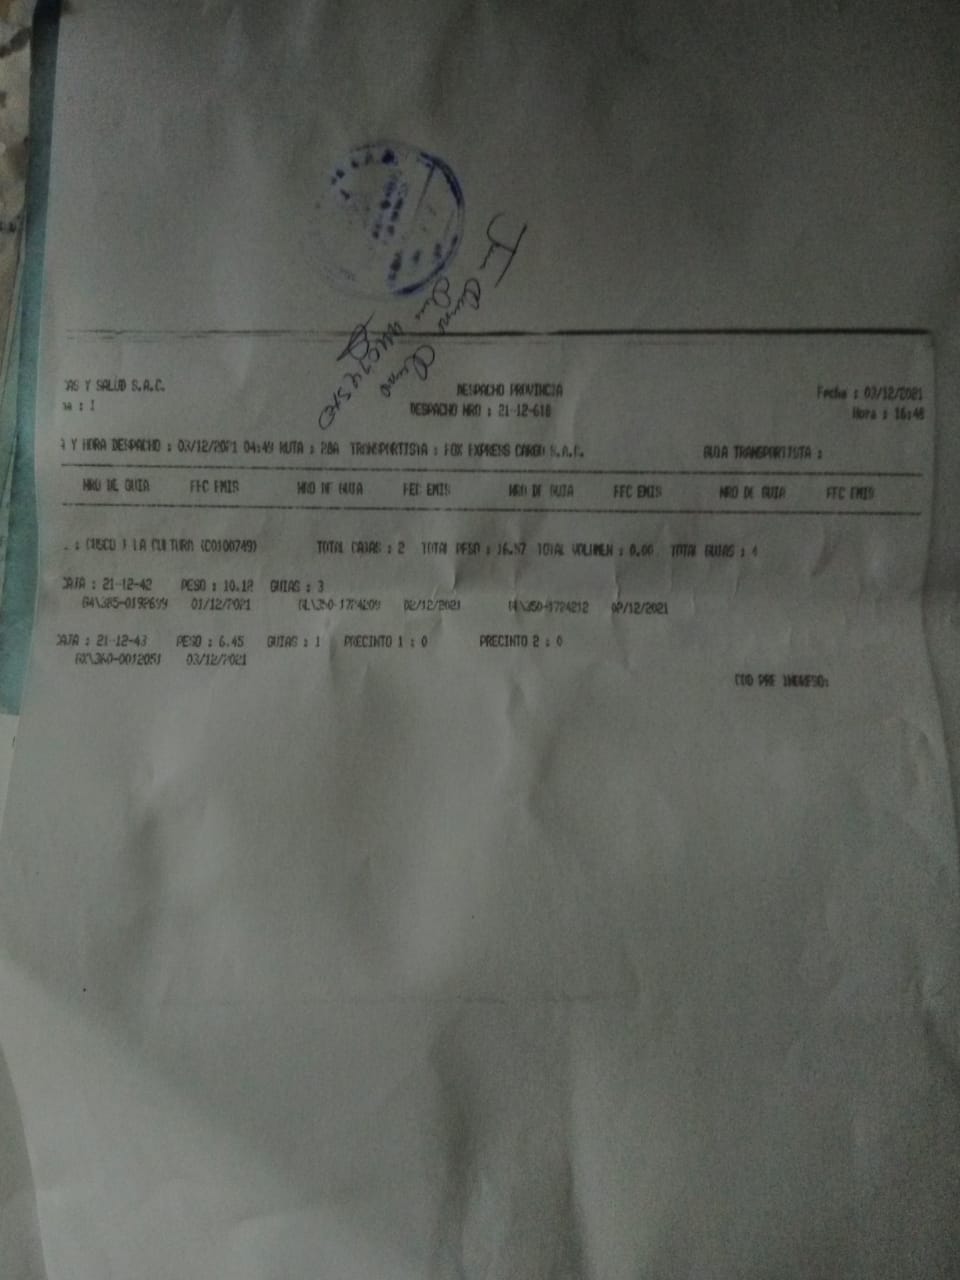 AS Y SALUD S.A.C.
DESPACHO PROVINCIA
Fecha : 03/12/2021
: 1
DESPACHO NRO : 21-12-618
Hora : 16:48
Y HORA DESPACHO : 03/12/2021 04:49 RUTA : 28A TRANSPORTISTA : FOX EXPRESS CARGO S.A.C. GUIA TRANSPORTISTA :
NRO DE GUIA FEC EMIS NRO DE GUIA FEC EMIS NRO DE GUIA FEC EMIS NRO DE GUIA FEC EMIS
. : CUSCO LA CULTURA (C0100749) TOTAL CAJAS : 2 TOTAL PESO : 16.57 TOTAL VOLUMEN : 0.00 TOTAL GUIAS : 4
CAJA : 21-12-42 PESO : 10.12 GUIAS : 3
01/12/2021 02/12/2021 02/12/2021
CAJA : 21-12-43 PESO : 6.45 GUIAS : 1 PRECINTO 1 : 0 PRECINTO 2 : 0
03/12/2021
COD PRE INGRESO: